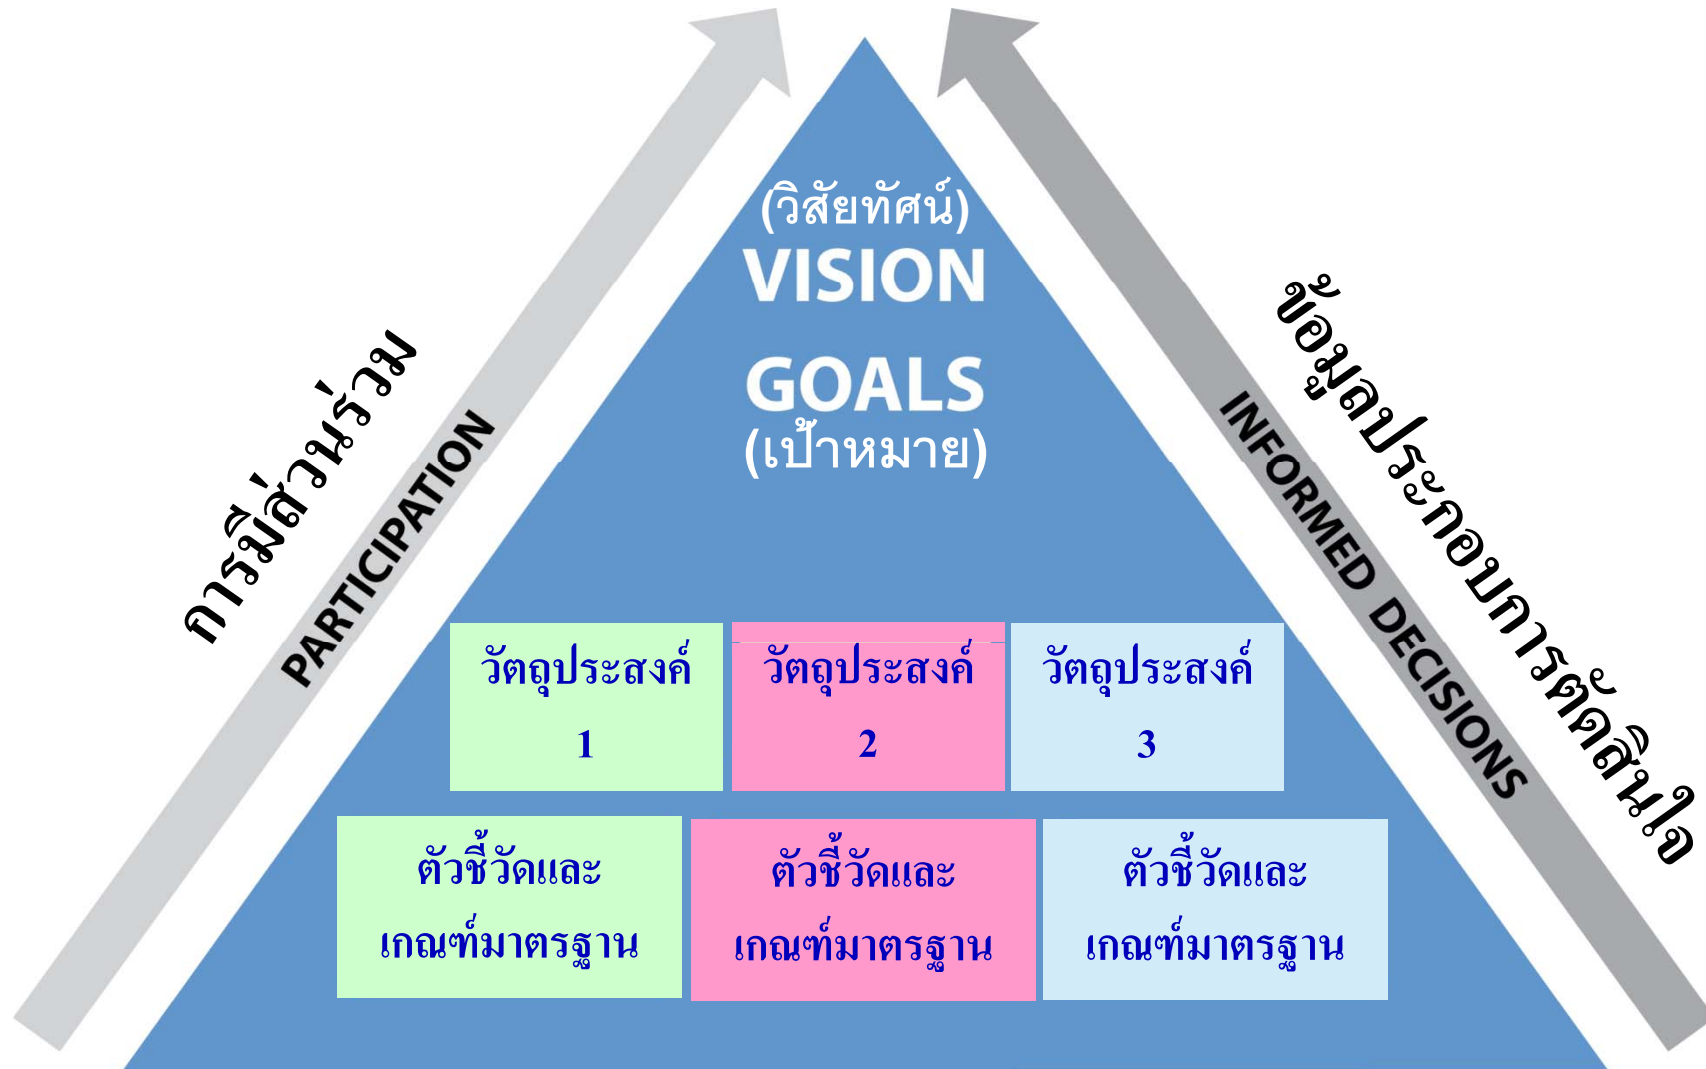 (วิสัยทัศน์)
VISION
GOALS
(เป้าหมาย)
การมีส่วนร่วม
PARTICIPATION
ข้อมูลประกอบการตัดสินใจ
INFORMED DECISIONS
วัตถุประสงค์
1
วัตถุประสงค์
2
วัตถุประสงค์
3
ตัวชี้วัดและ
เกณฑ์มาตรฐาน
ตัวชี้วัดและ
เกณฑ์มาตรฐาน
ตัวชี้วัดและ
เกณฑ์มาตรฐาน